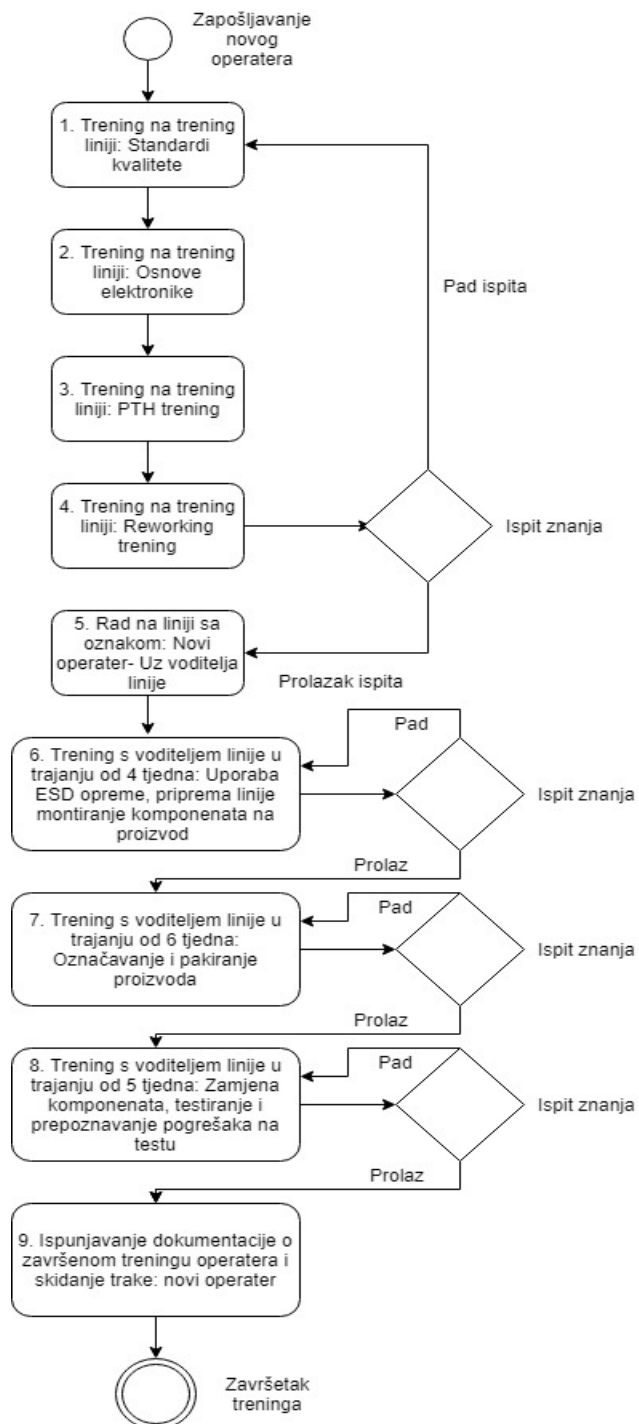 Zapošljavanje
novog
operatera
1. Trening na trening
liniji: Standardi
kvalitete
2. Trening na trening
liniji: Osnove
elektronike
Pad ispita
3. Trening na trening
liniji: PTH trening
4. Trening na trening
liniji: Reworking
trening
Ispit znanja
5. Rad na liniji sa
oznakom: Novi
operater- Uz voditelja
linije
Prolazak ispita
Pad
6. Trening s voditeljem linije u
trajanju od 4 tjedna: Uporaba
ESD opreme, priprema linije
montiranje komponenata na
proizvod
Ispit znanja
Prolaz
Pad
7. Trening s voditeljem linije u
trajanju od 6 tjedna:
Označavanje i pakiranje
proizvoda
Ispit znanja
Prolaz
Pad
8. Trening s voditeljem linije u
trajanju od 5 tjedna: Zamjena
komponenata, testiranje i
prepoznavanje pogrešaka na
testu
Ispit znanja
Prolaz
9. Ispunjavanje dokumentacije o
završenom treningu operatera i
skidanje trake: novi operater
Završetak
treninga